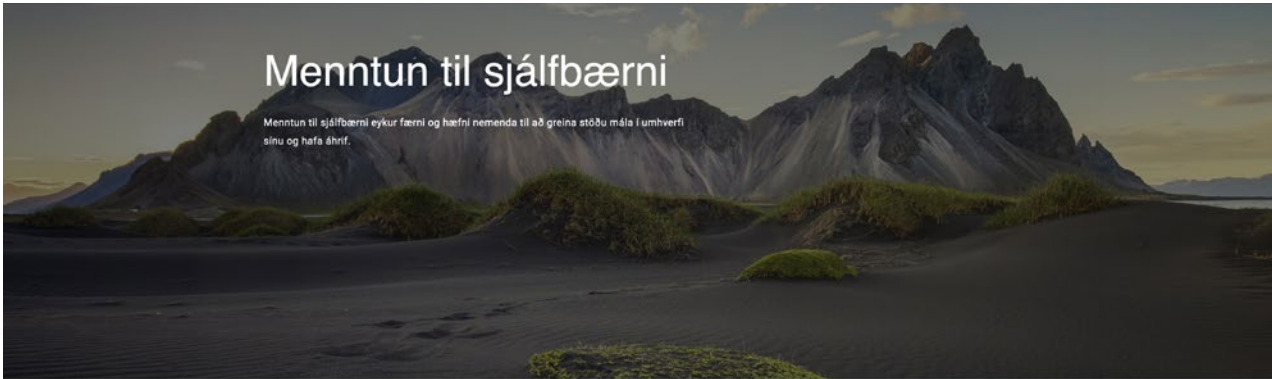 Menntun til sjálfbærni
Menntun til sjálfbærni eykur færni og hæfni nemenda til að greina stöðu mála í umhverfi
sínu og hafa áhrif.